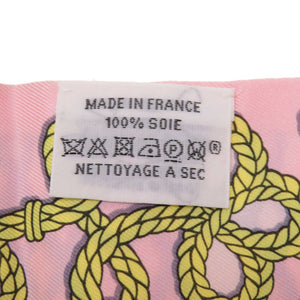 MADE IN FRANCE
100% SOIE
®
NETTOYAGE A SEC